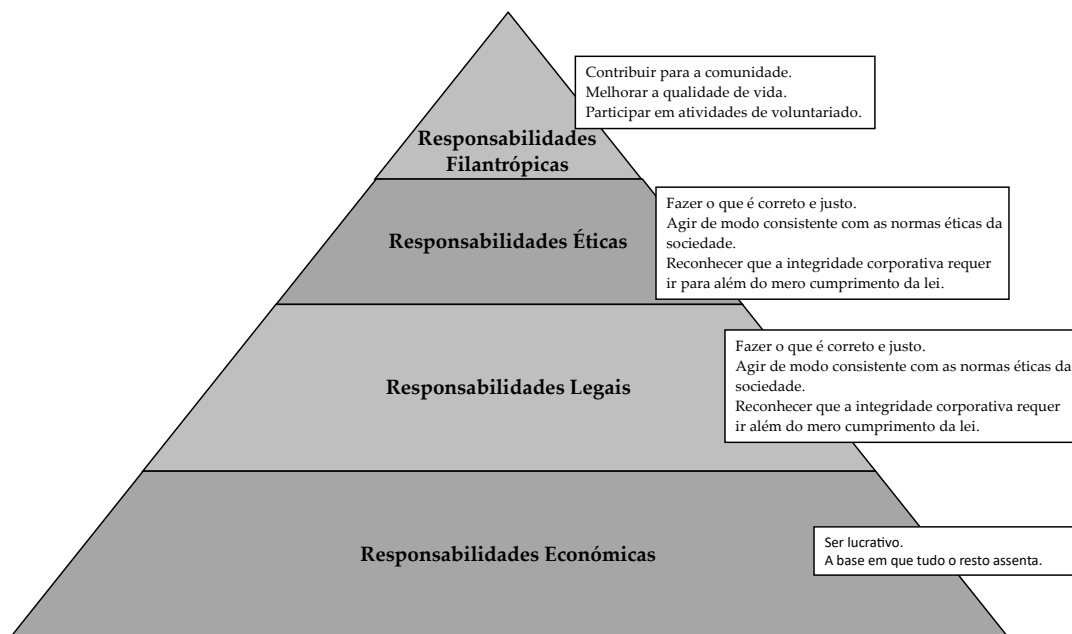 Contribuir para a comunidade.
Melhorar a qualidade de vida.
Participar em atividades de voluntariado.
Responsabilidades
Filantrópicas
Fazer o que é correto e justo.
Agir de modo consistente com as normas éticas da
sociedade.
Reconhecer que a integridade corporativa requer
ir para além do mero cumprimento da lei.
Responsabilidades Éticas
Fazer o que é correto e justo.
Agir de modo consistente com as normas éticas da
sociedade.
Reconhecer que a integridade corporativa requer
ir além do mero cumprimento da lei.
Responsabilidades Legais
Ser lucrativo.
A base em que tudo o resto assenta.
Responsabilidades Económicas